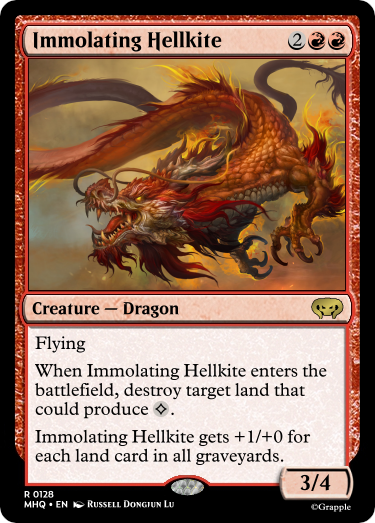 Immolating Hellkite 2
Creature — Dragon
Flying
When Immolating Hellkite enters the
battlefield, destroy target land that
could produce .
Immolating Hellkite gets +1/+0 for
each land card in all graveyards.
3/4
R 0128
MHQ • EN Russell Dongjun Lu
©Grapple